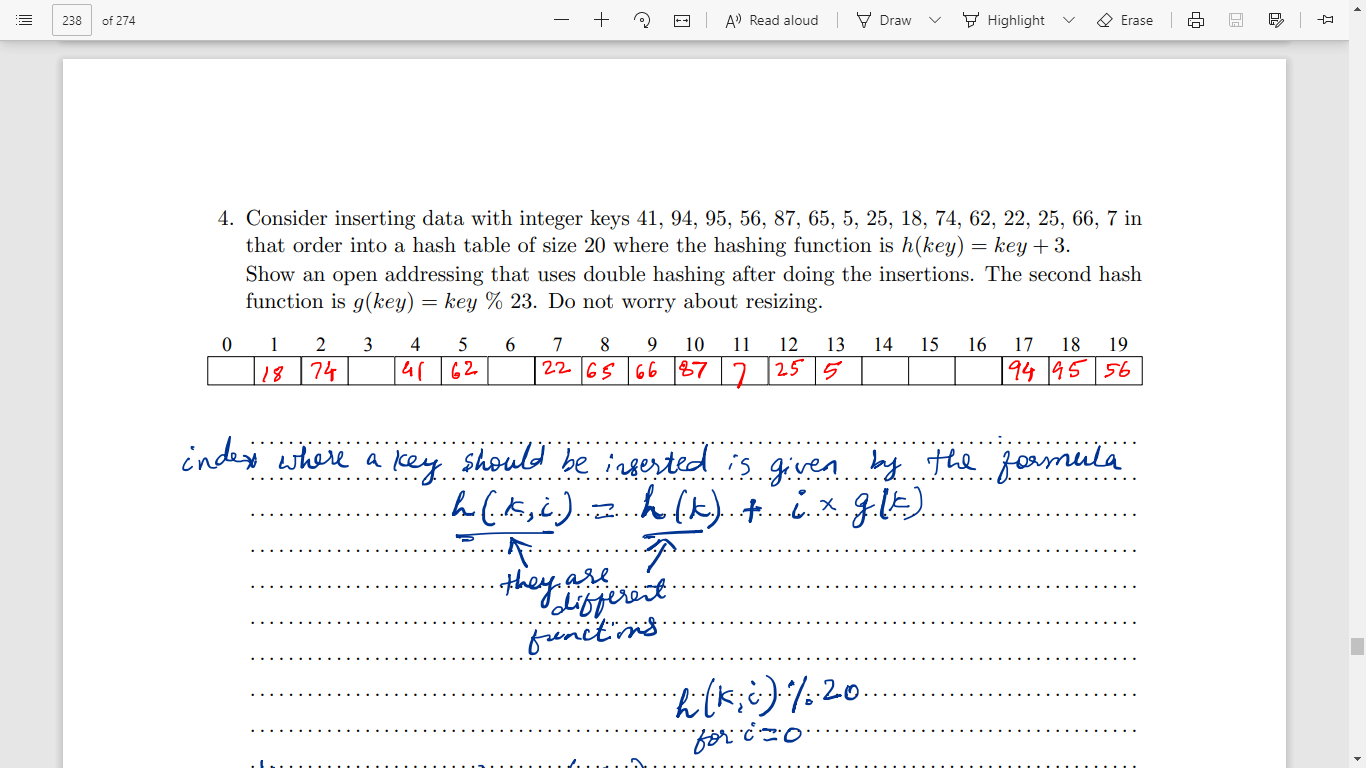 238 of 274 Read aloud Draw Highlight Erase
4. Consider inserting data with integer keys 41, 94, 95, 56, 87, 65, 5, 25, 18, 74, 62, 22, 25, 66, 7 in
that order into a hash table of size 20 where the hashing function is h(key) = key + 3.
Show an open addressing that uses double hashing after doing the insertions. The second hash
function is g(key) = key % 23. Do not worry about resizing.
0 1 2 3 4 5 6 7 8 9 10 11 12 13 14 15 16 17 18 19
18 74 41 62 22 65 66 87 7 25 5 94 95 56
index where a key should be inserted is given by the formula
h(k,i) = h(k) + i × g(k)
they are
different
functions
h(k,i) % 20
for i=0